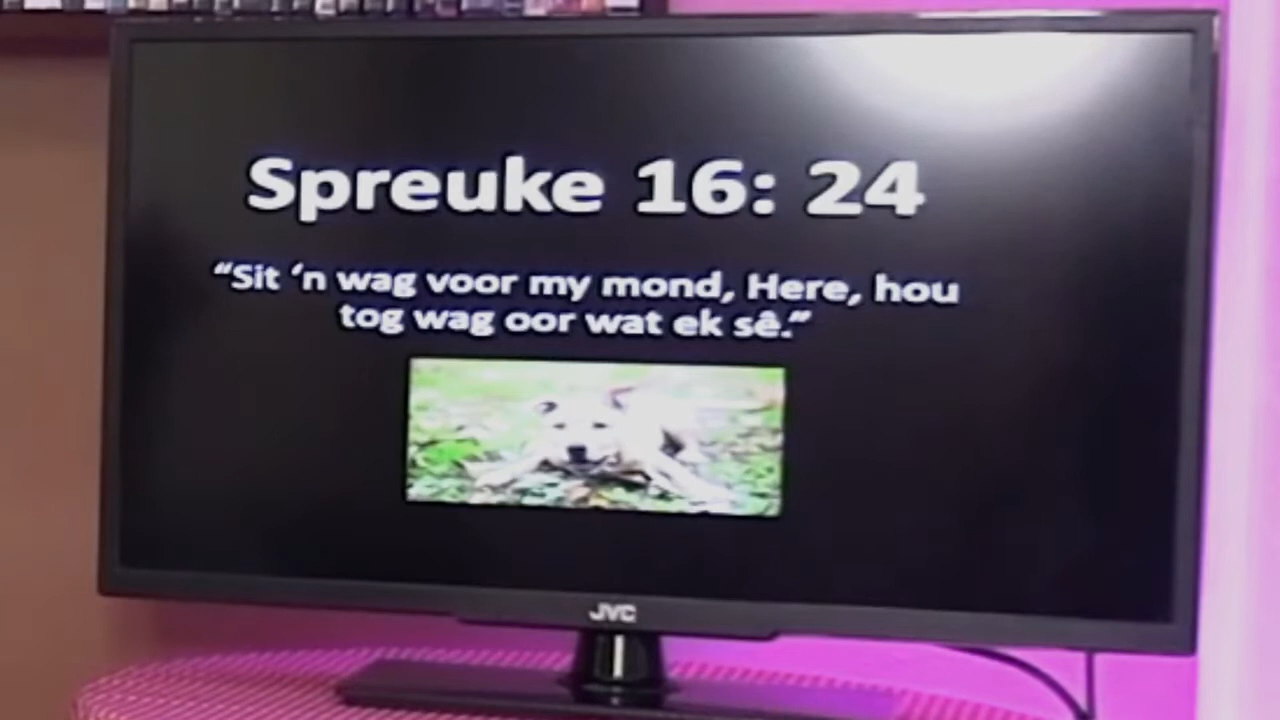 Spreuke 16: 24
“Sit ‘n wag voor my mond, Here, hou
tog wag oor wat ek sê.”
JVC